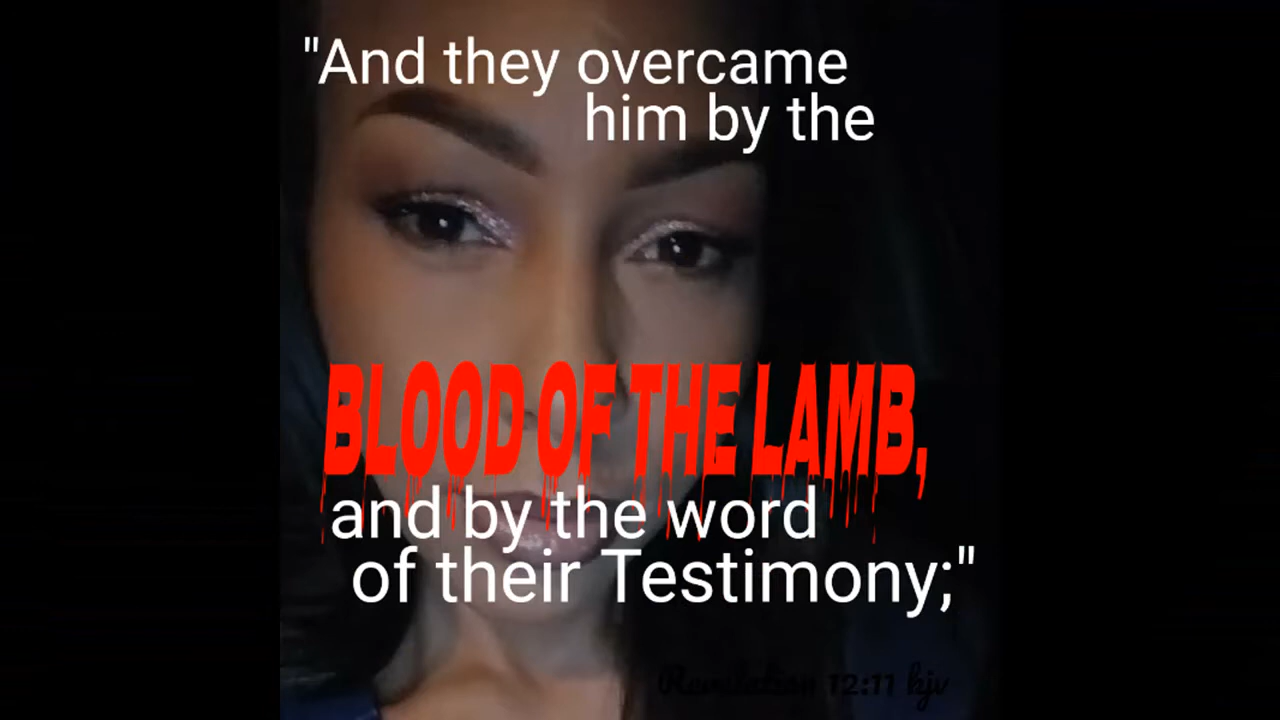 "And they overcame
him by the
BLOOD OF THE LAMB,
and by the word
of their Testimony;"
Revelation 12:11 kjv